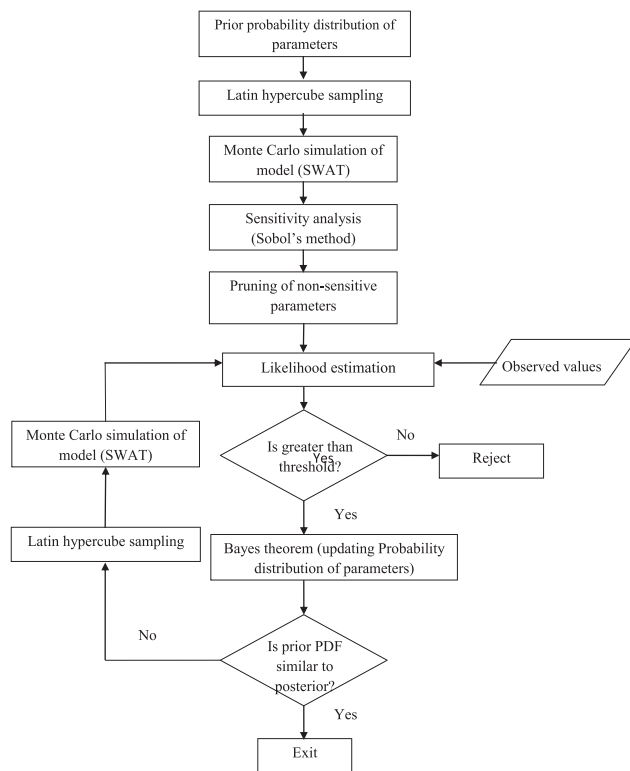 Prior probability distribution of
parameters
Latin hypercube sampling
Monte Carlo simulation of
model (SWAT)
Sensitivity analysis
(Sobol's method)
Pruning of non-sensitive
parameters
Likelihood estimation
Observed values
Monte Carlo simulation of
model (SWAT)
Is greater than
threshold?
Yes
No
Reject
Yes
Latin hypercube sampling
Bayes theorem (updating Probability
distribution of parameters)
No
Is prior PDF
similar to
posterior?
Yes
Exit